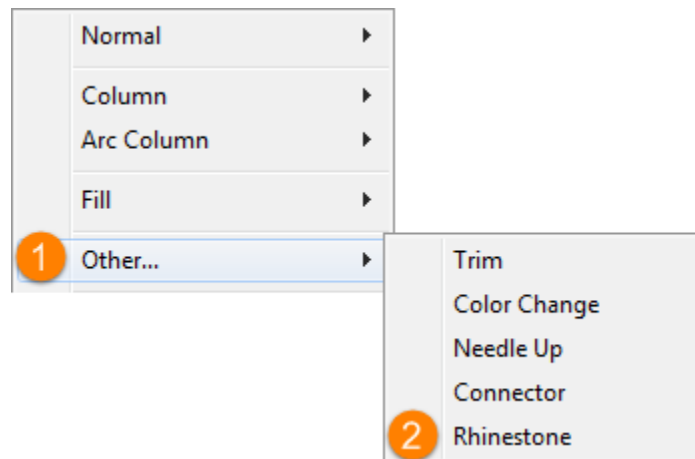 Normal
Column
Arc Column
Fill
1 Other...
Trim
Color Change
Needle Up
Connector
2 Rhinestone